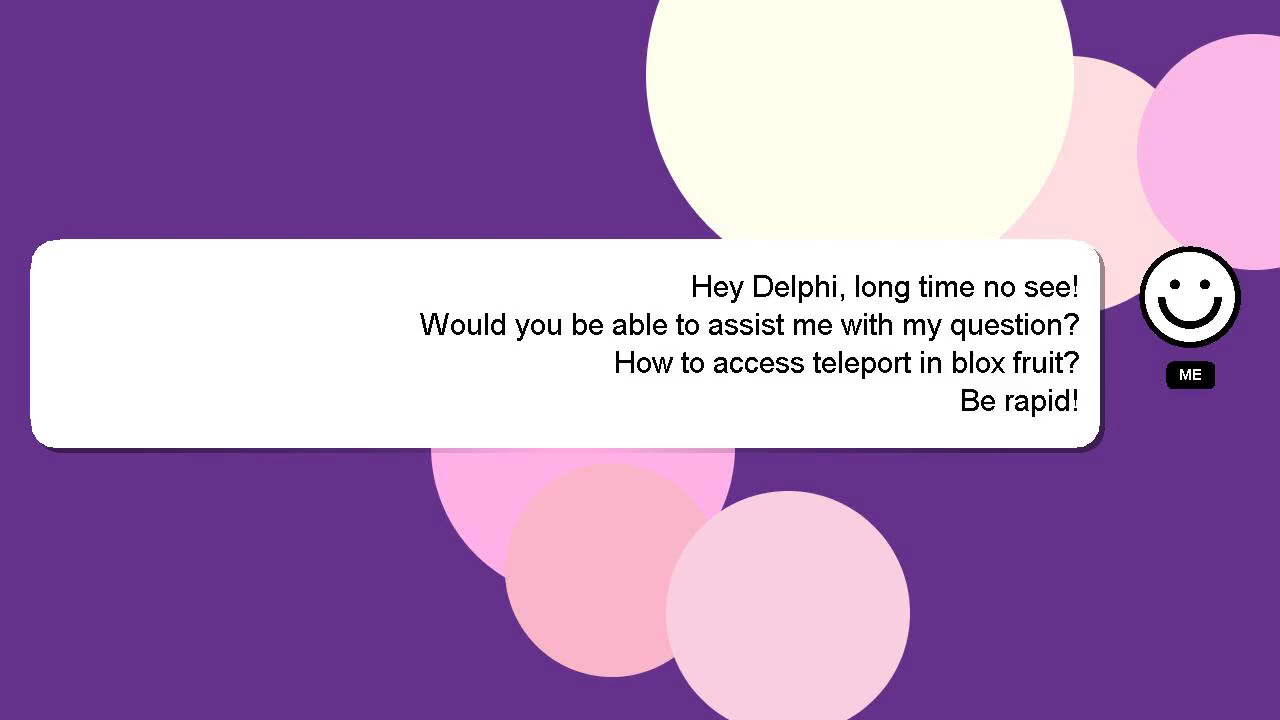 Hey Delphi, long time no see!
Would you be able to assist me with my question?
How to access teleport in blox fruit?
Be rapid!
ME